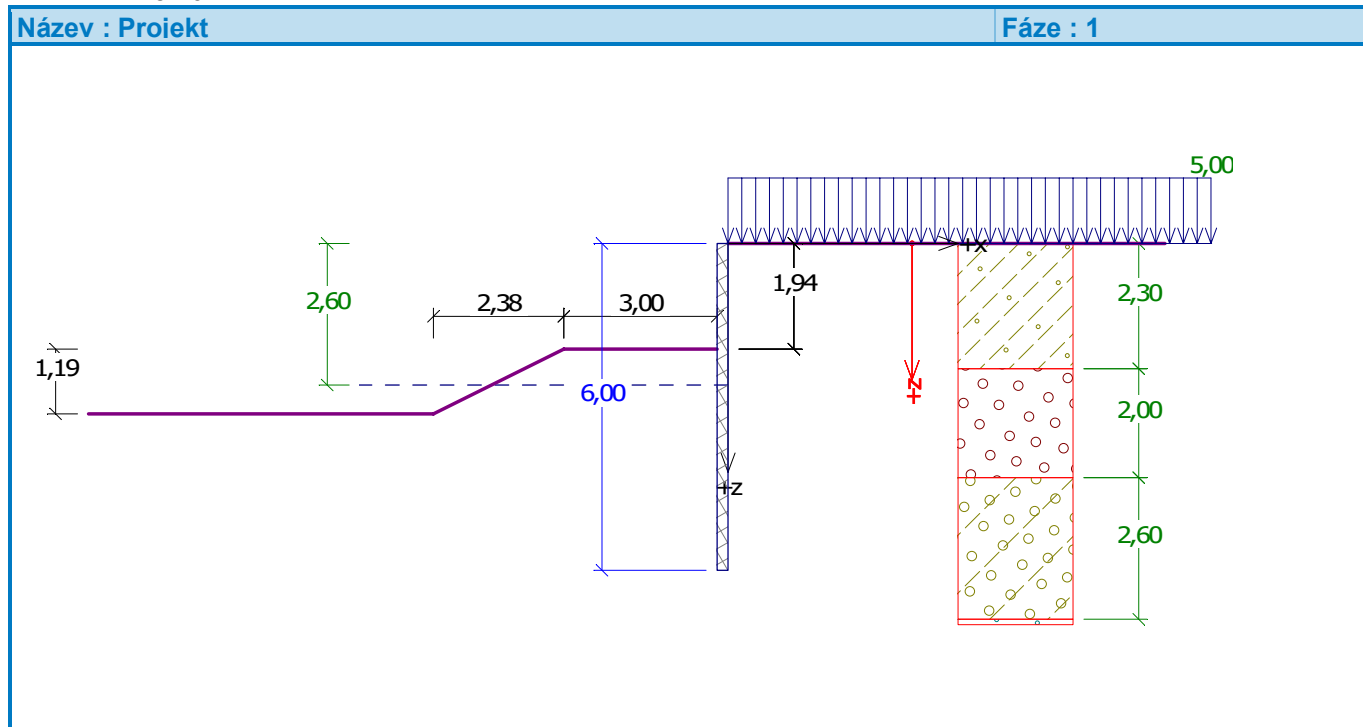 Název : Projekt
Fáze : 1
5,00
+x
1,94
2,60
2,38
3,00
2,30
1,19
6,00
+z
2,00
+z
2,60